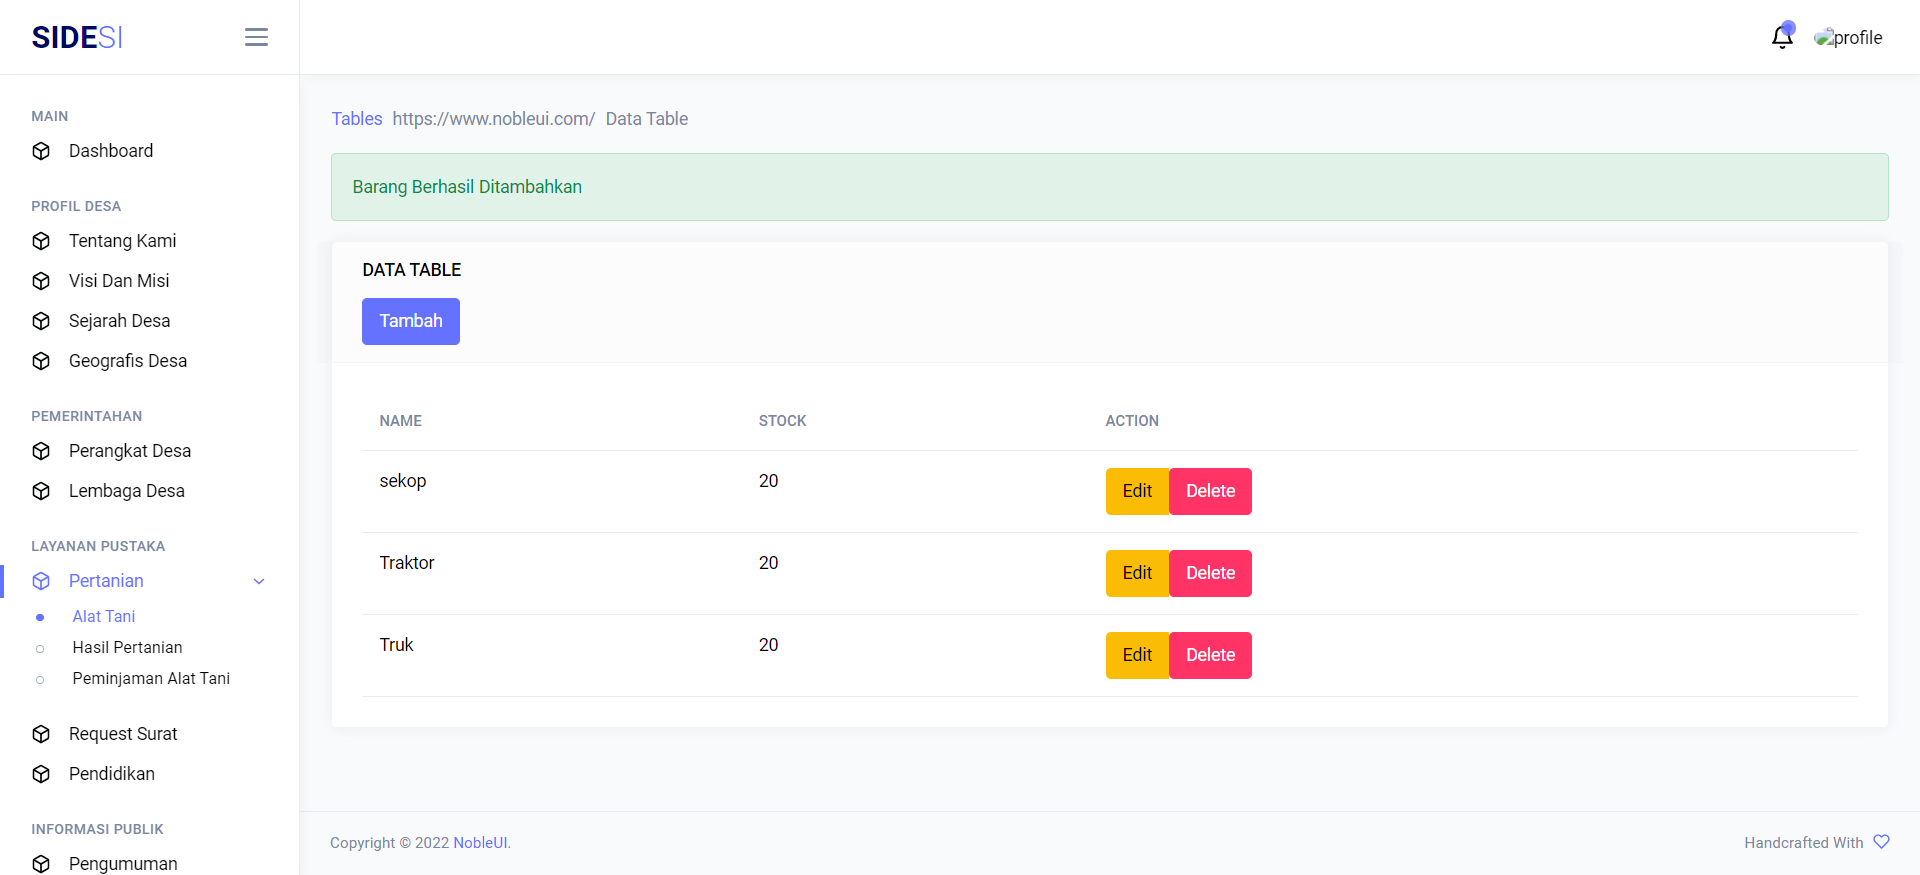 SIDESI
profile
MAIN
Dashboard
PROFIL DESA
Tentang Kami
Visi Dan Misi
Sejarah Desa
Geografis Desa
PEMERINTAHAN
Perangkat Desa
Lembaga Desa
LAYANAN PUSTAKA
Pertanian
Alat Tani
Hasil Pertanian
Peminjaman Alat Tani
Request Surat
Pendidikan
INFORMASI PUBLIK
Pengumuman
Tables https://www.nobleui.com/ Data Table
Barang Berhasil Ditambahkan
DATA TABLE
Tambah
NAME STOCK ACTION
sekop 20 Edit Delete
Traktor 20 Edit Delete
Truk 20 Edit Delete
Copyright © 2022 NobleUI.
Handcrafted With